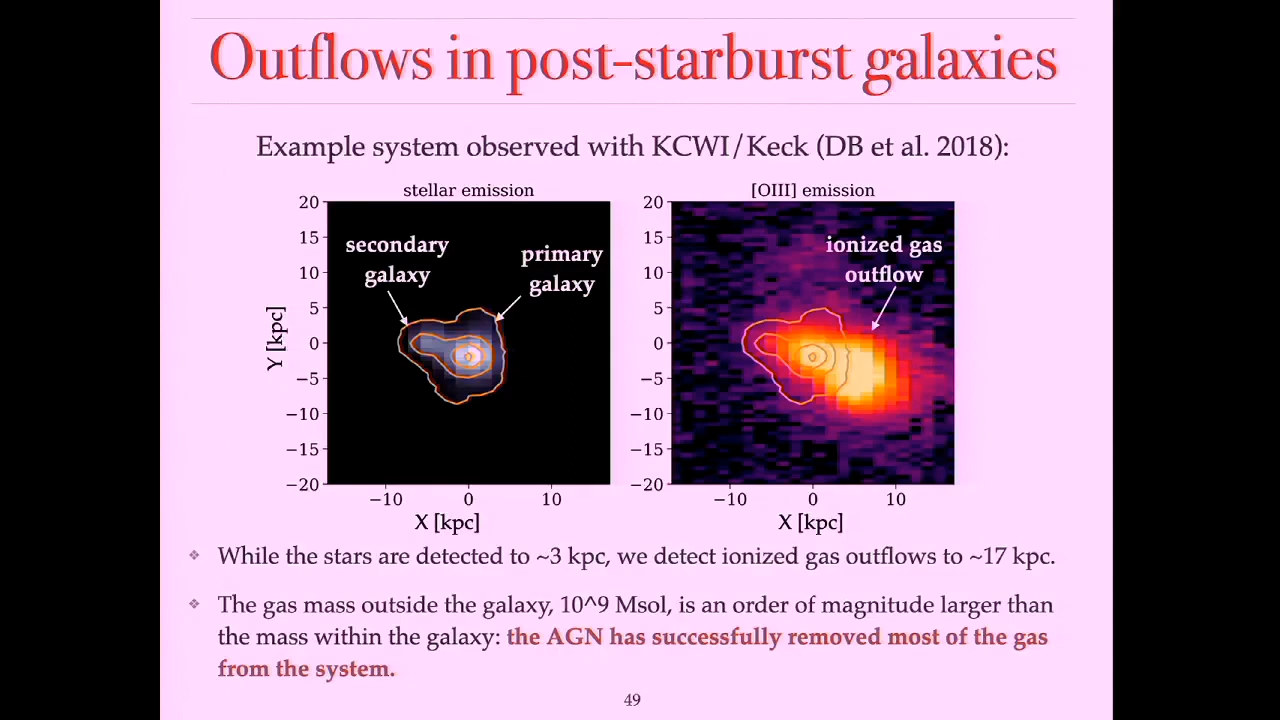 Outflows in post-starburst galaxies
Example system observed with KCWI/Keck (DB et al. 2018):
stellar emission
[OIII] emission
secondary
galaxy
primary
galaxy
ionized gas
outflow
20
15
10
5
0
−5
−10
−15
−20
Y [kpc]
−10 0 10
X [kpc]
20
15
10
5
0
−5
−10
−15
−20
−10 0 10
X [kpc]
❖ While the stars are detected to ~3 kpc, we detect ionized gas outflows to ~17 kpc.
❖ The gas mass outside the galaxy, 10^9 Msol, is an order of magnitude larger than
the mass within the galaxy: the AGN has successfully removed most of the gas
from the system.
49